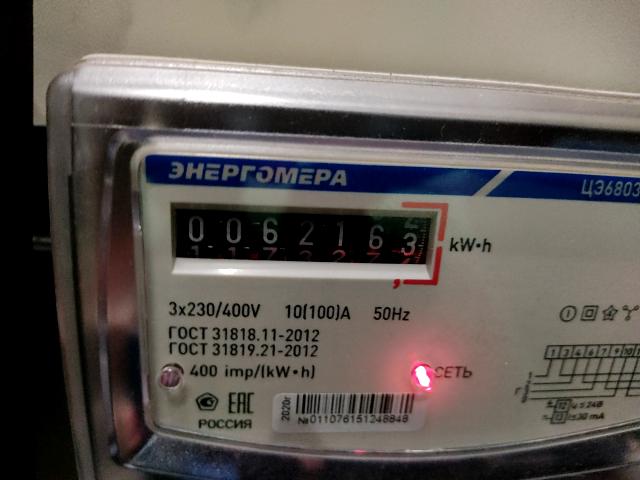 ЭНЕРГОМЕРА
ЦЭ6803
0062163
kW•h
3x230/400V 10(100)A 50Hz
ГОСТ 31818.11-2012
ГОСТ 31819.21-2012
400 imp/(kW•h)
СЕТЬ
EAC
РОССИЯ
2020г
№011076151248848